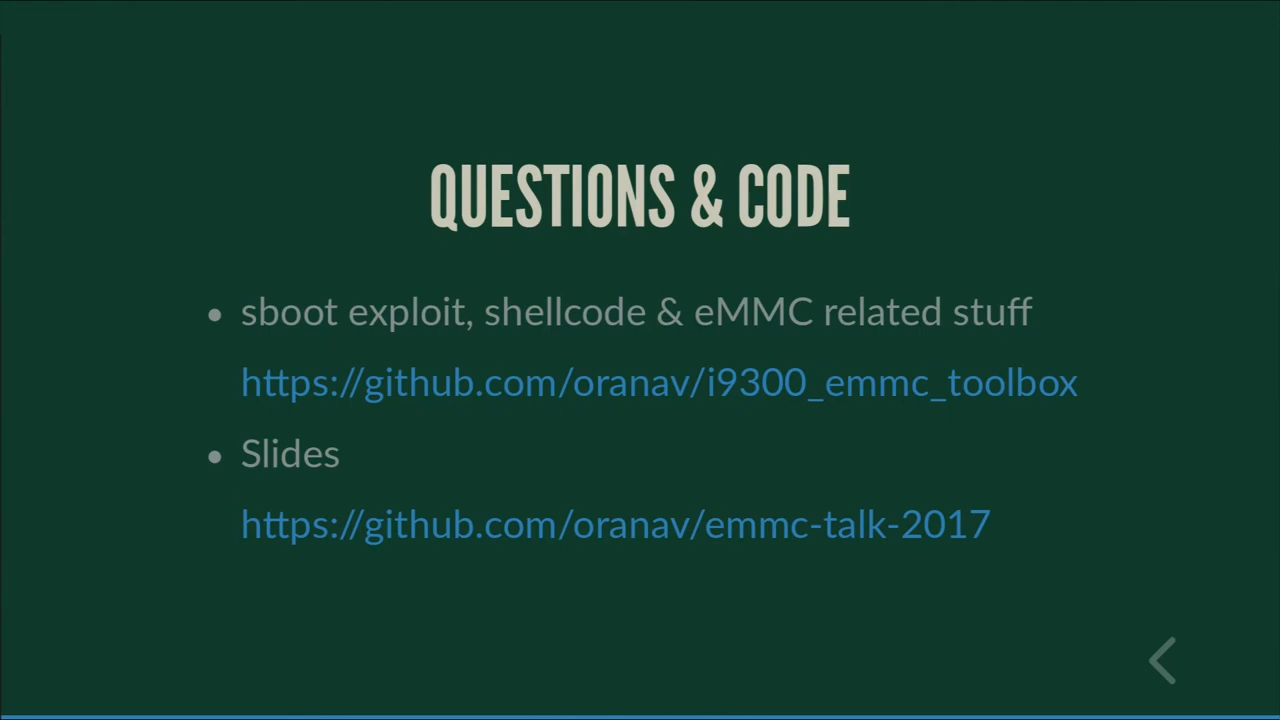 QUESTIONS & CODE
sboot exploit, shellcode & eMMC related stuff
https://github.com/oranav/i9300_emmc_toolbox
Slides
https://github.com/oranav/emmc-talk-2017